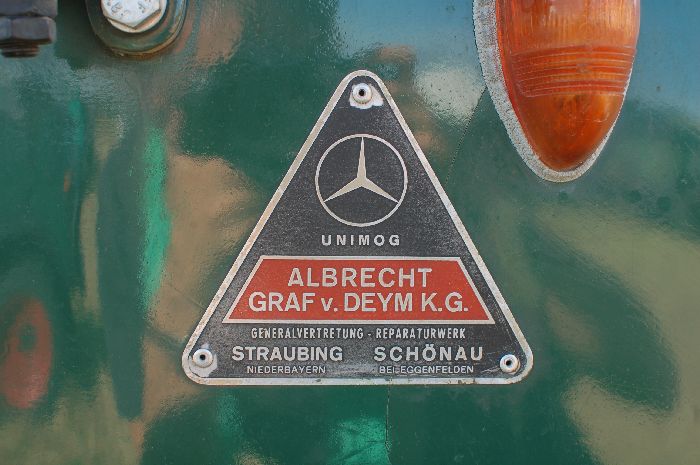 UNIMOG
ALBRECHT
GRAF v. DEYM K.G.
GENERALVERTRETUNG - REPARATURWERK
STRAUBING SCHÖNAU
NIEDERBAYERN BEI EGGENFELDEN